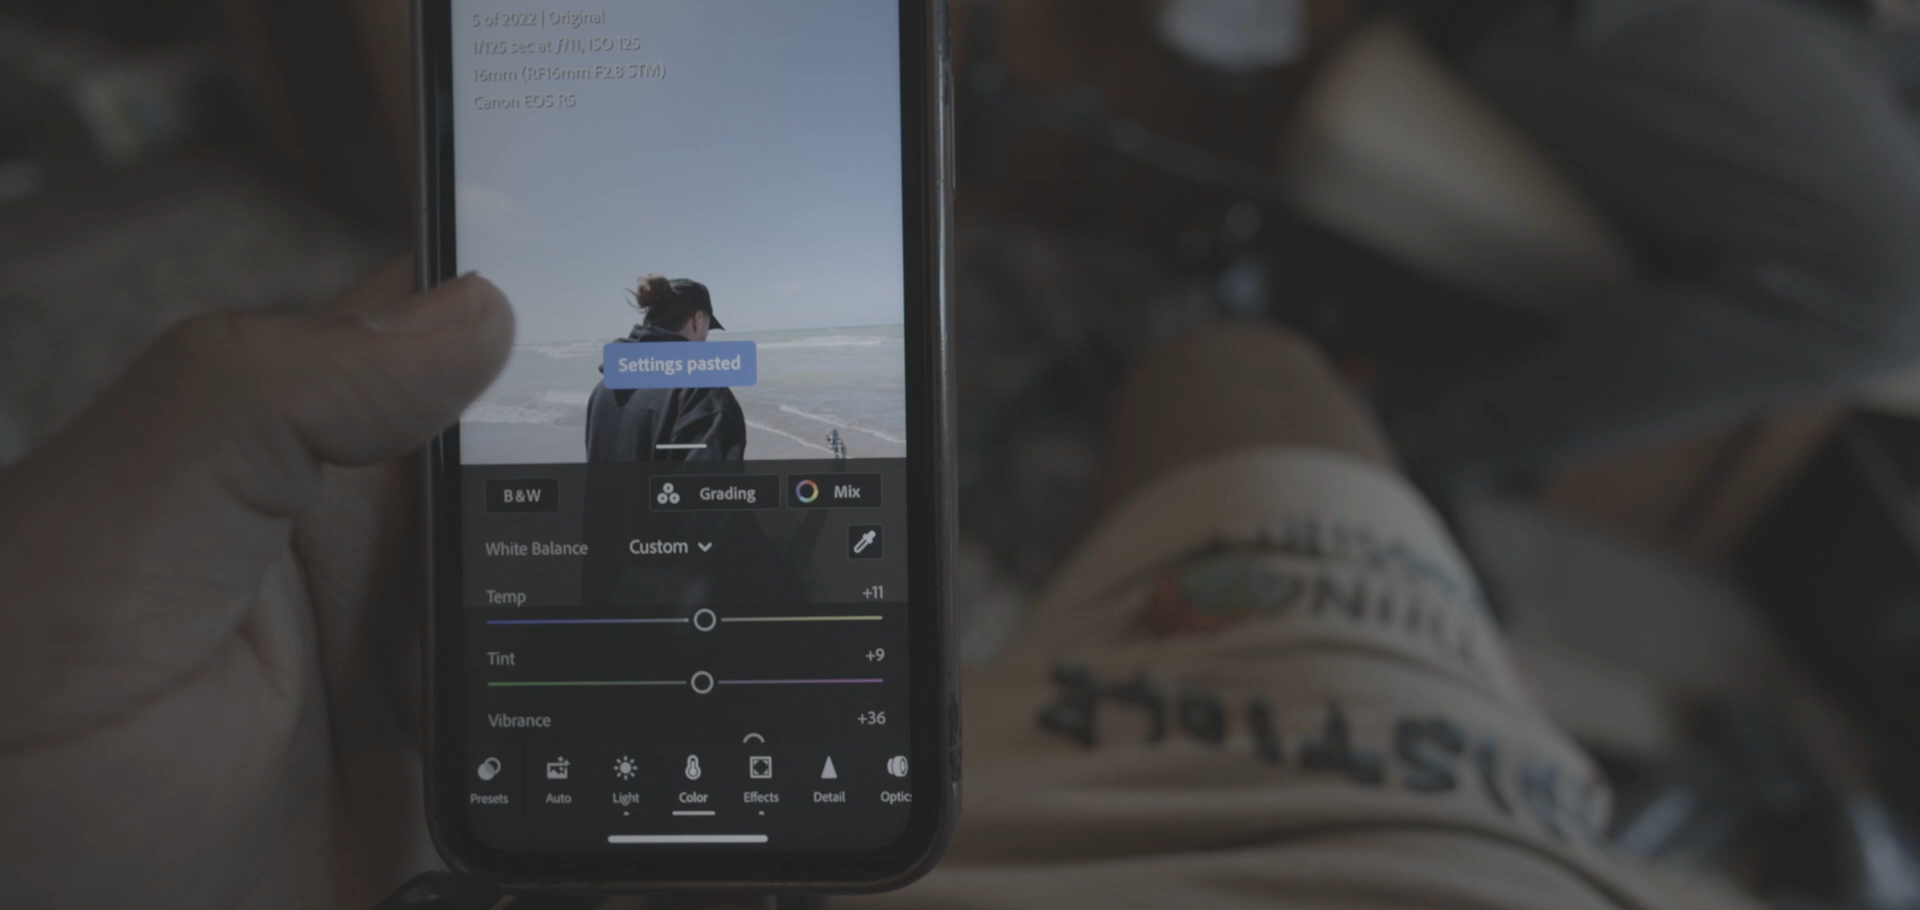 5 of 2022 | Original
1/125 sec at ƒ/11, ISO 125
16mm (RF16mm F2.8 STM)
Canon EOS R5
Settings pasted
B&W
Grading
Mix
White Balance
Custom
Temp
+11
Tint
+9
Vibrance
+36
Presets
Auto
Light
Color
Effects
Detail
Optics